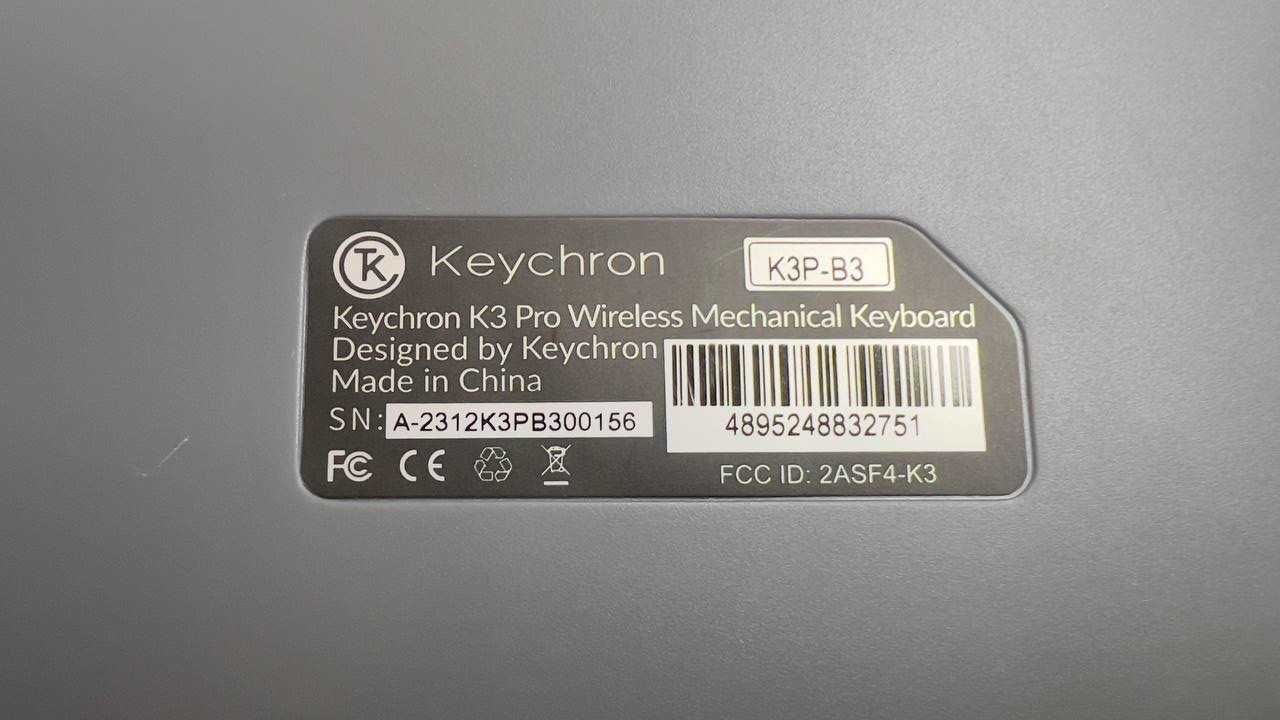 TK Keychron K3P-B3
Keychron K3 Pro Wireless Mechanical Keyboard
Designed by Keychron
Made in China
SN: A-2312K3PB300156
4895248832751
FC CE
FCC ID: 2ASF4-K3